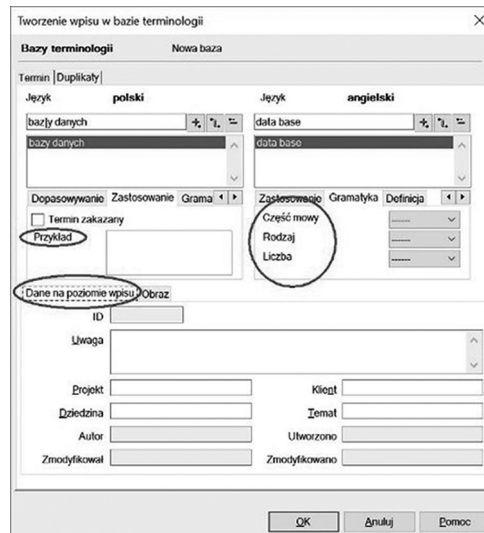 Tworzenie wpisu w bazie terminologii
Bazy terminologii Nowa baza
Termin Duplikaty
Język polski Język angielski
baz|y danych data base
bazy danych data base
Dopasowywanie Zastosowanie Grama Zastosowanie Gramatyka Definicja
Termin zakazany Część mowy
Przykład Rodzaj
Liczba
Dane na poziomie wpisu Obraz
ID
Uwaga
Projekt Klient
Dziedzina Temat
Autor Utworzono
Zmodyfikował Zmodyfikowano
OK Anuluj Pomoc